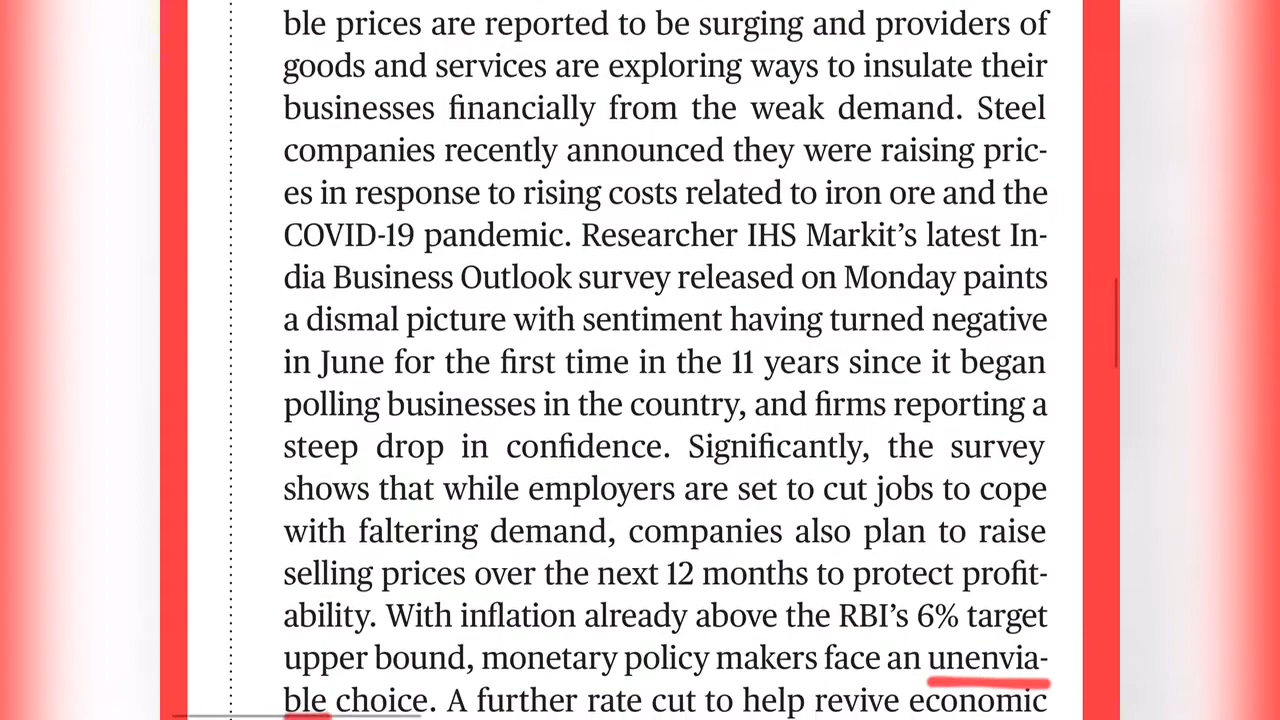 ble prices are reported to be surging and providers of
goods and services are exploring ways to insulate their
businesses financially from the weak demand. Steel
companies recently announced they were raising pric-
es in response to rising costs related to iron ore and the
COVID-19 pandemic. Researcher IHS Markit’s latest In-
dia Business Outlook survey released on Monday paints
a dismal picture with sentiment having turned negative
in June for the first time in the 11 years since it began
polling businesses in the country, and firms reporting a
steep drop in confidence. Significantly, the survey
shows that while employers are set to cut jobs to cope
with faltering demand, companies also plan to raise
selling prices over the next 12 months to protect profit-
ability. With inflation already above the RBI’s 6% target
upper bound, monetary policy makers face an unenvia-
ble choice. A further rate cut to help revive economic